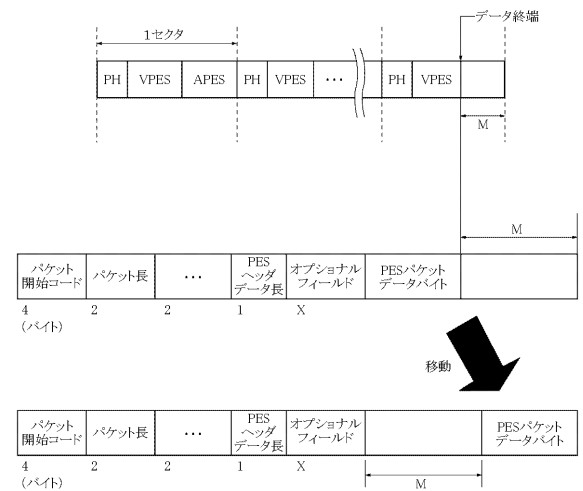 データ終端
1セクタ
PH VPES APES PH VPES ··· PH VPES
M
M
パケット
開始コード
パケット長
···
PES
ヘッダ
データ長
オプショナル
フィールド
PESパケット
データバイト
4 2 2 1 X
(バイト)
移動
パケット
開始コード
パケット長
···
PES
ヘッダ
データ長
オプショナル
フィールド
PESパケット
データバイト
4 2 2 1 X
(バイト)
M